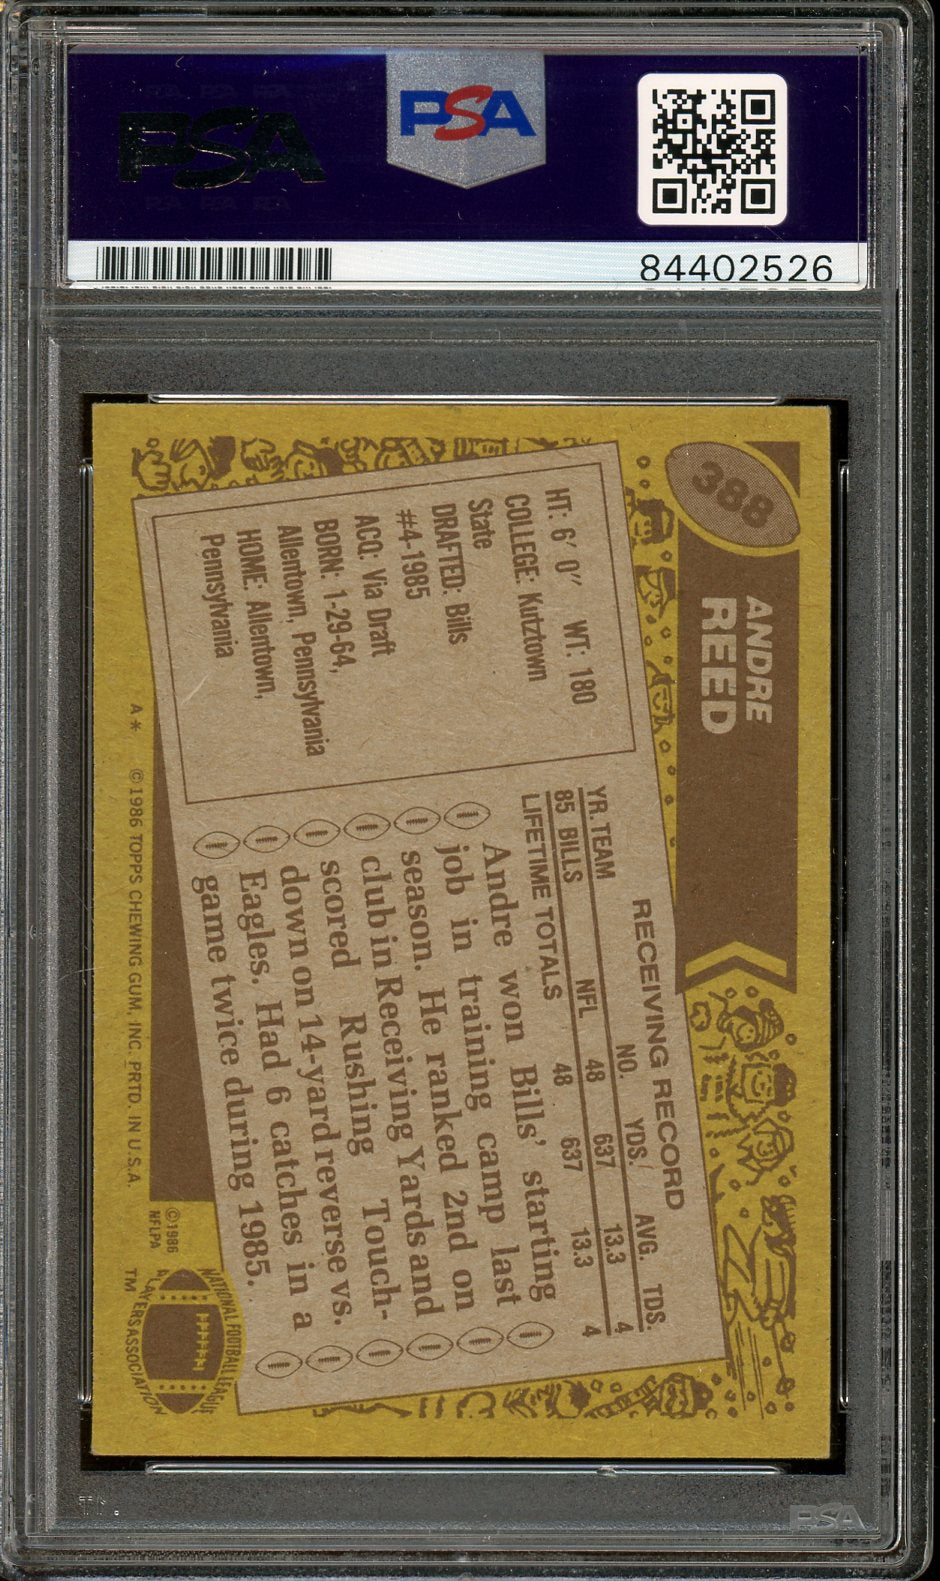 PSA
PSA
84402526
388
ANDRE
REED
HT: 6' 0" WT: 180
COLLEGE: Kutztown
State
DRAFTED: Bills
#4-1985
ACQ: Via Draft
BORN: 1-29-64,
Allentown, Pennsylvania
HOME: Allentown,
Pennsylvania
RECEIVING RECORD
YR. TEAM NFL NO. YDS. AVG. TDS.
85 BILLS 48 637 13.3 4
LIFETIME TOTALS 48 637 13.3 4
Andre won Bills' starting
job in training camp last
season. He ranked 2nd on
club in Receiving Yards and
scored Rushing Touch-
down on 14-yard reverse vs.
Eagles. Had 6 catches in a
game twice during 1985.
A* ©1986 TOPPS CHEWING GUM, INC. PRTD. IN U.S.A.
©1986
NFLPA
NATIONAL FOOTBALL LEAGUE
PLAYERS ASSOCIATION
TM
PSA